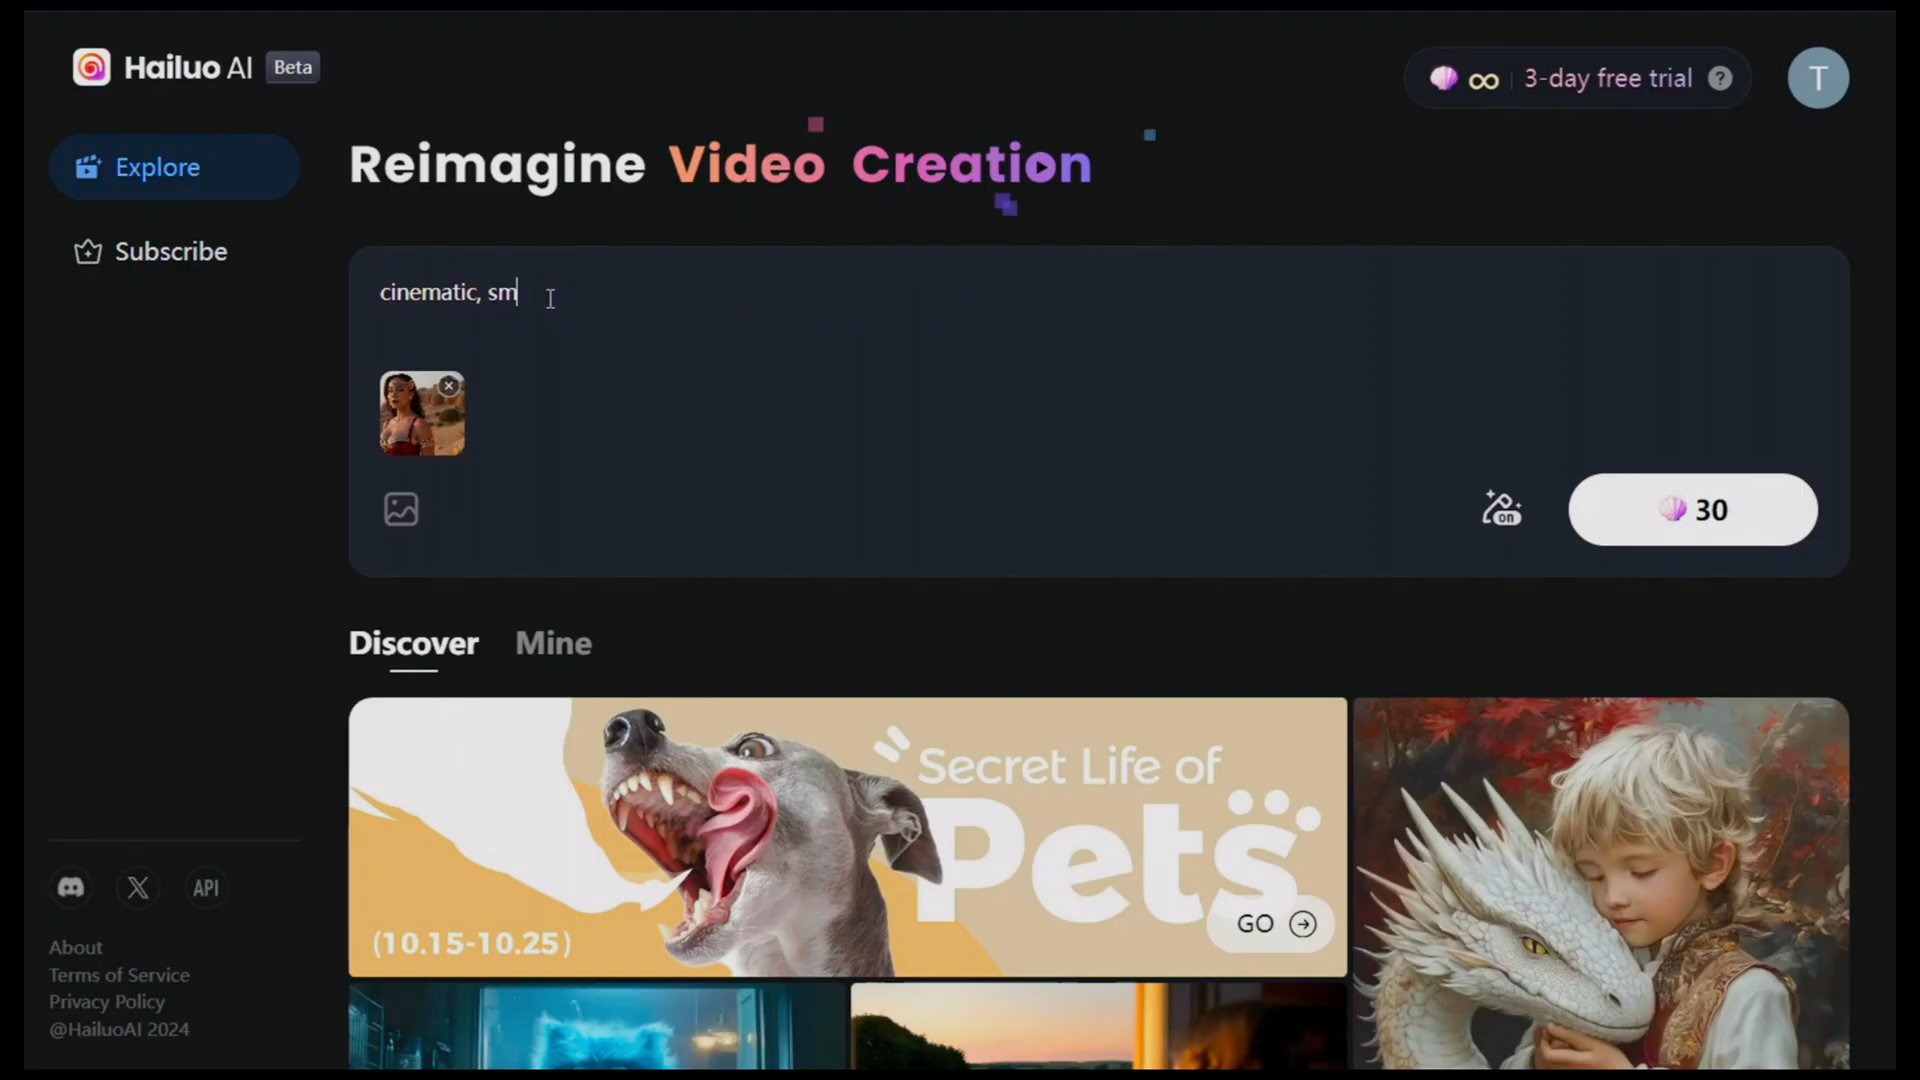 Hailuo AI Beta
∞ | 3-day free trial ?
T
Explore
Subscribe
Reimagine Video Creation
cinematic, sm
on
30
Discover Mine
Secret Life of
Pets
GO
(10.15-10.25)
API
About
Terms of Service
Privacy Policy
@HailuoAI 2024